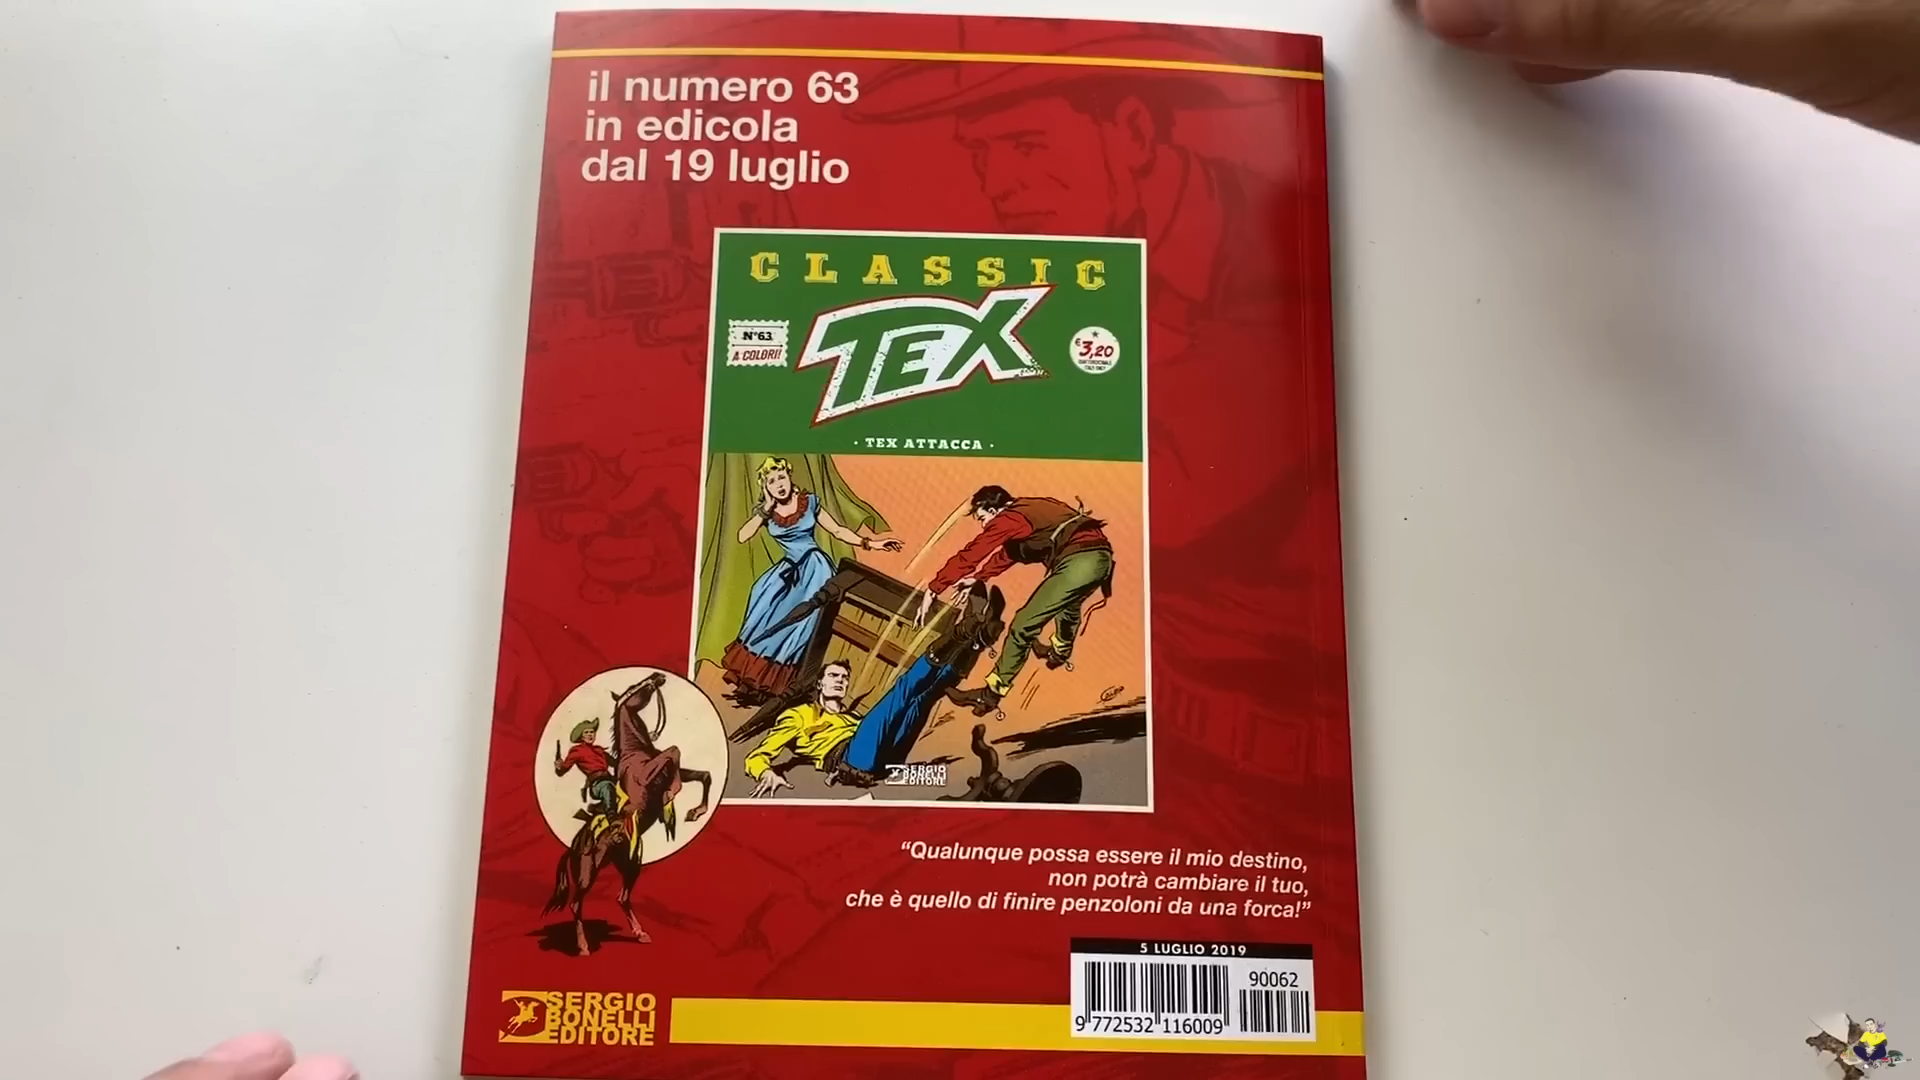 il numero 63
in edicola
dal 19 luglio
CLASSIC
TEX
N°63
A COLORI!
€3,20
· TEX ATTACCA ·
SERGIO
BONELLI
EDITORE
“Qualunque possa essere il mio destino,
non potrà cambiare il tuo,
che è quello di finire penzoloni da una forca!”
5 LUGLIO 2019
90062
9 772532 116009
SERGIO
BONELLI
EDITORE